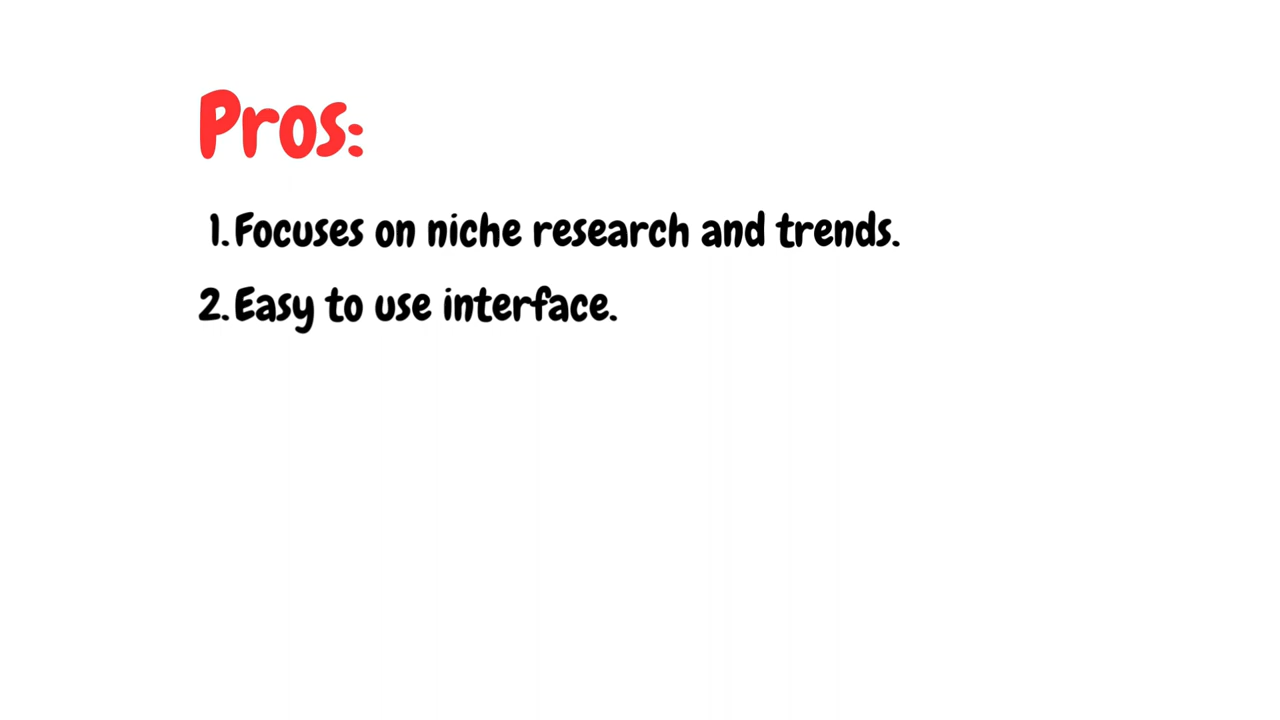 Pros:
1. Focuses on niche research and trends.
2. Easy to use interface.